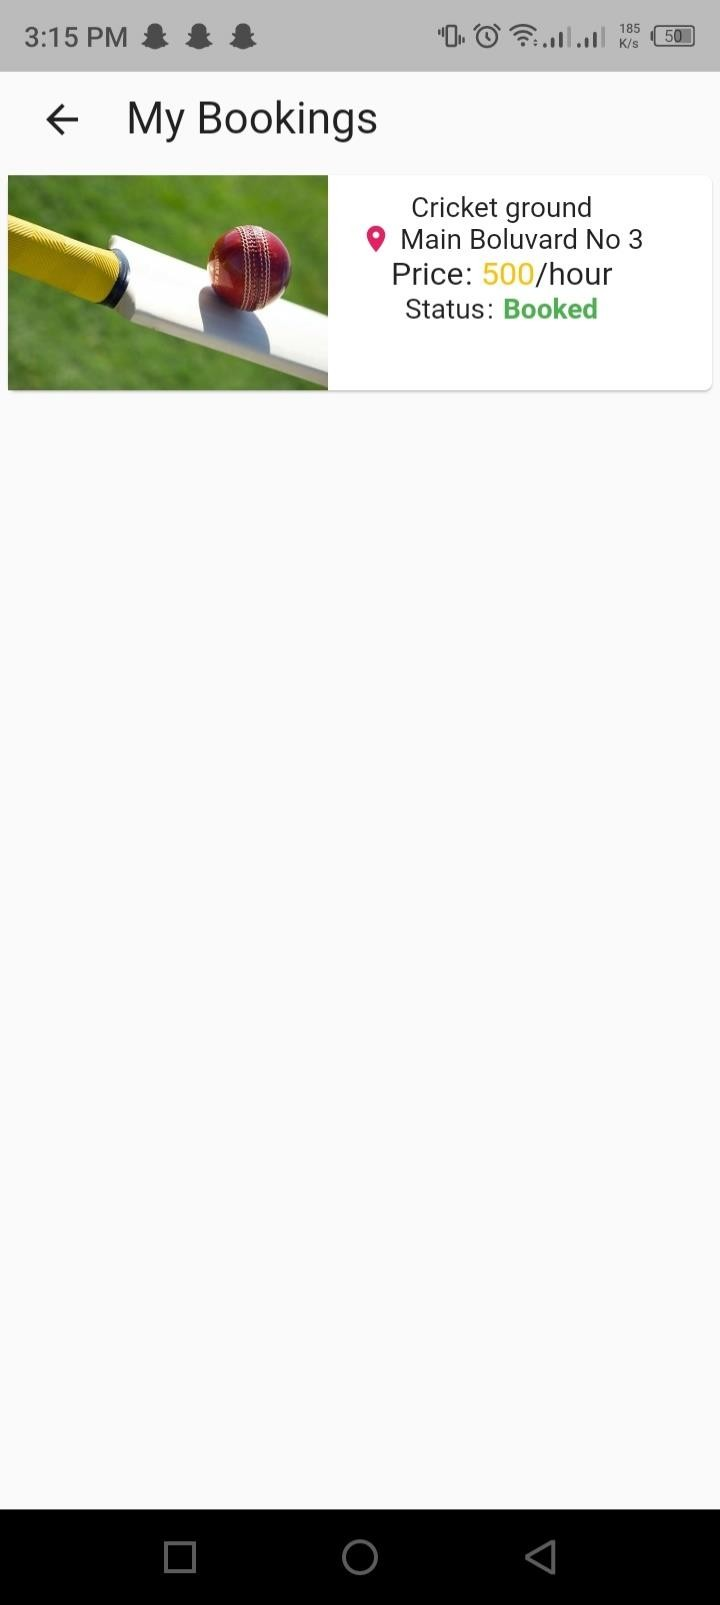 3:15 PM
185
K/s
50
My Bookings
Cricket ground
Main Boluvard No 3
Price: 500/hour
Status: Booked